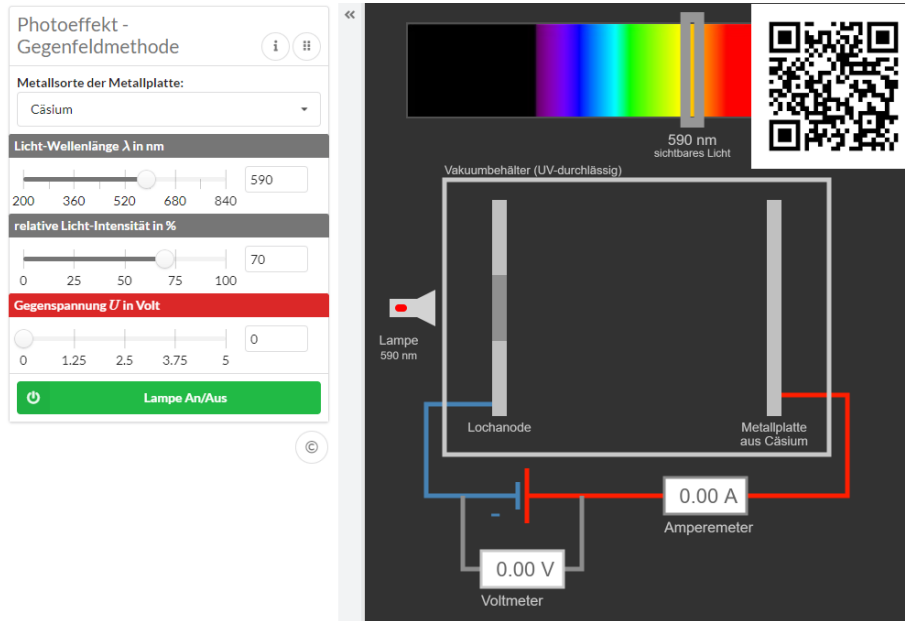 Photoeffekt -
Gegenfeldmethode
i
Metallsorte der Metallplatte:
Cäsium
Licht-Wellenlänge λ in nm
590
200 360 520 680 840
relative Licht-Intensität in %
70
0 25 50 75 100
Gegenspannung U in Volt
0
0 1.25 2.5 3.75 5
Lampe An/Aus
©
«
590 nm
sichtbares Licht
Vakuumbehälter (UV-durchlässig)
Lampe
590 nm
Lochanode
Metallplatte
aus Cäsium
-
0.00 A
Amperemeter
0.00 V
Voltmeter